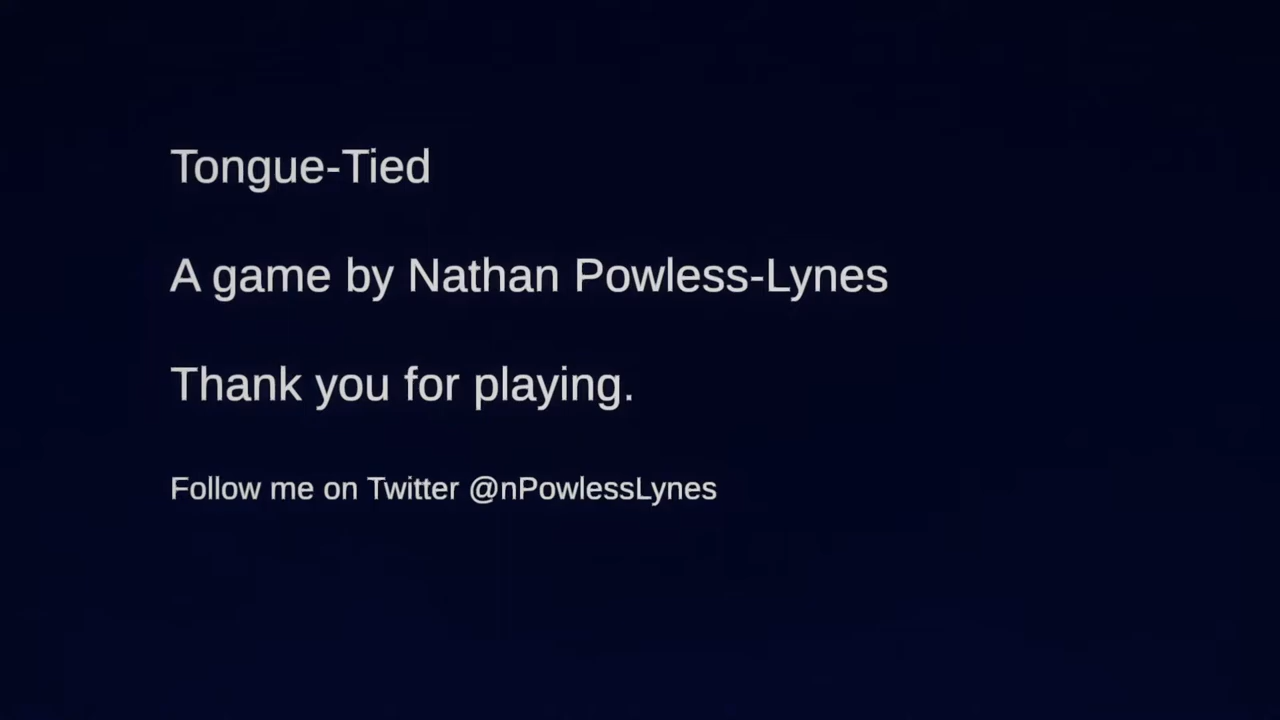 Tongue-Tied
A game by Nathan Powless-Lynes
Thank you for playing.
Follow me on Twitter @nPowlessLynes